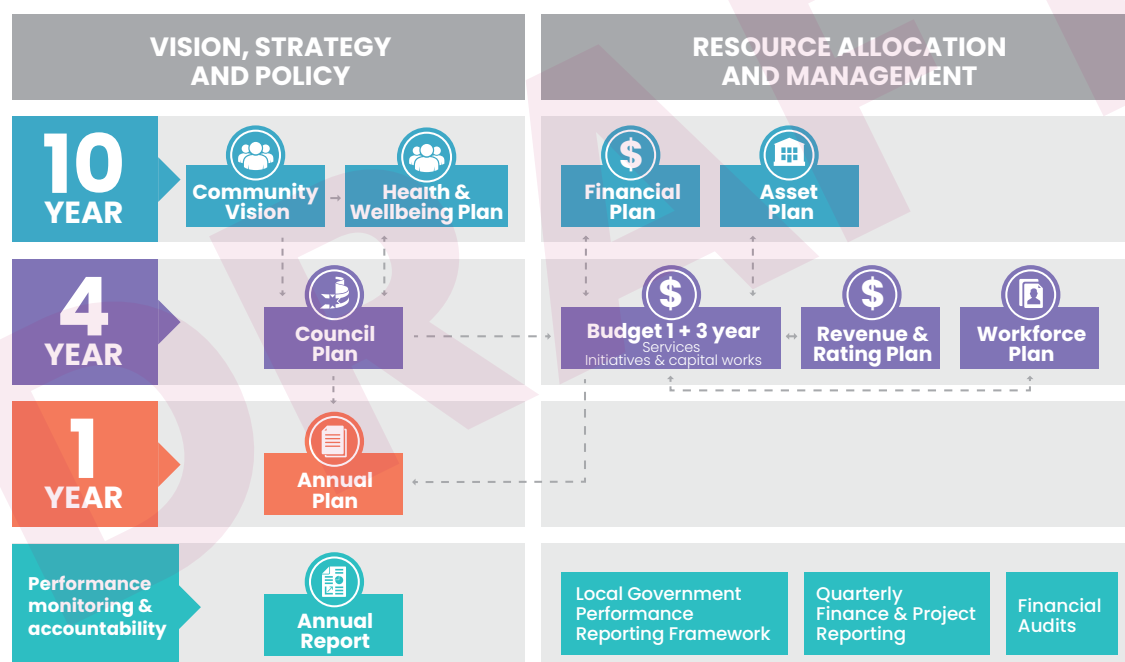 VISION, STRATEGY
AND POLICY
RESOURCE ALLOCATION
AND MANAGEMENT
10
YEAR
Community
Vision
Health &
Wellbeing Plan
$
Financial
Plan
Asset
Plan
4
YEAR
Council
Plan
$
Budget 1 + 3 year
Services
Initiatives & capital works
$
Revenue &
Rating Plan
Workforce
Plan
1
YEAR
Annual
Plan
Performance
monitoring &
accountability
Annual
Report
Local Government
Performance
Reporting Framework
Quarterly
Finance & Project
Reporting
Financial
Audits
DRAFT